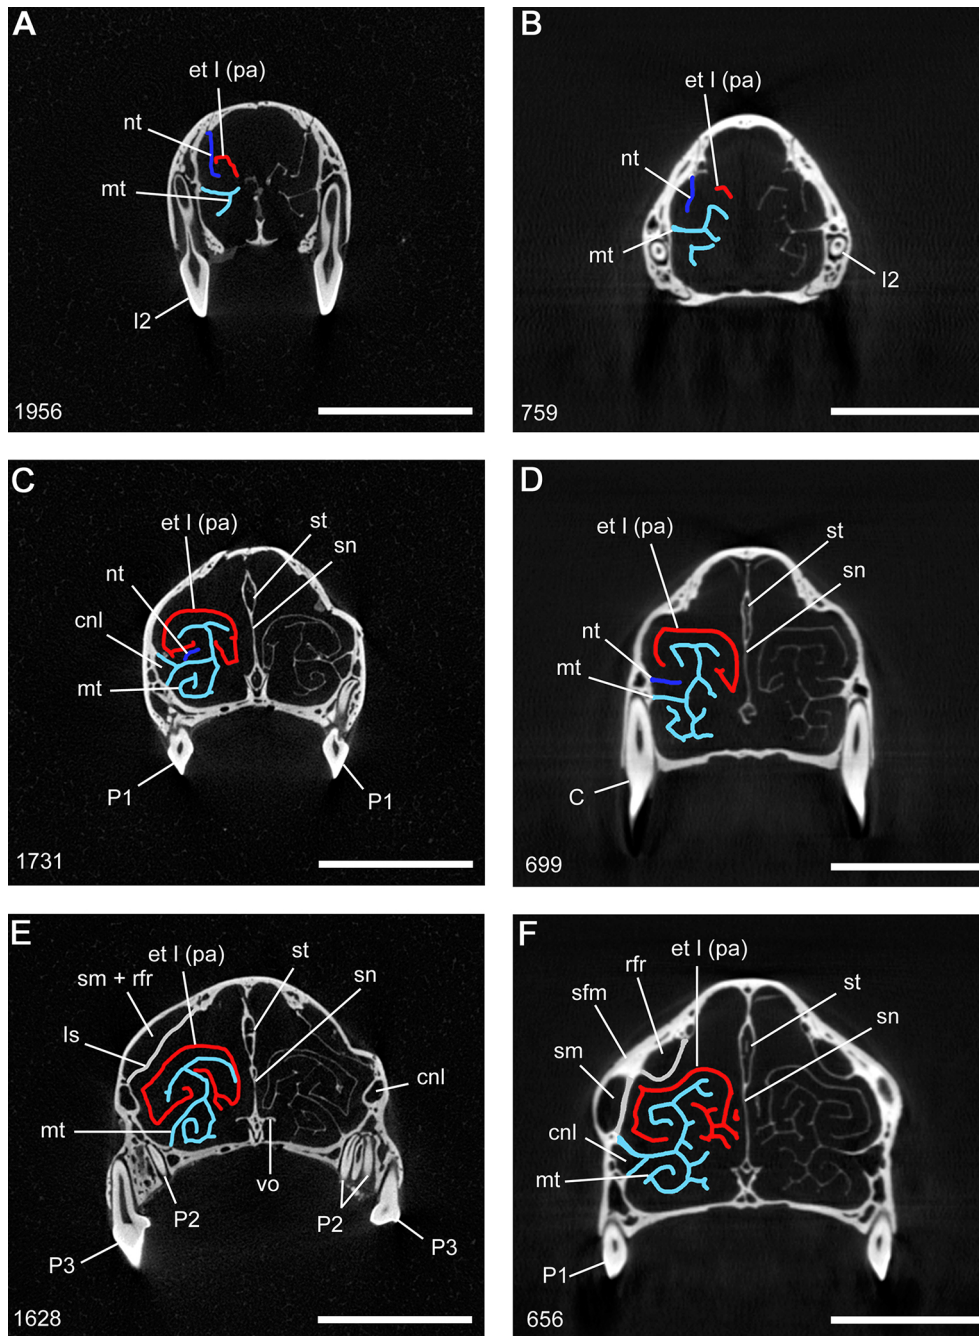 A
et I (pa)
nt
mt
I2
1956
B
et I (pa)
nt
mt
I2
759
C
et I (pa)
st
sn
nt
cnl
mt
P1
P1
1731
D
et I (pa)
st
sn
nt
mt
C
699
E
et I (pa)
st
sm + rfr
sn
ls
cnl
mt
vo
P2
P2
P3
P3
1628
F
et I (pa)
rfr
st
sfm
sn
sm
cnl
mt
P1
656